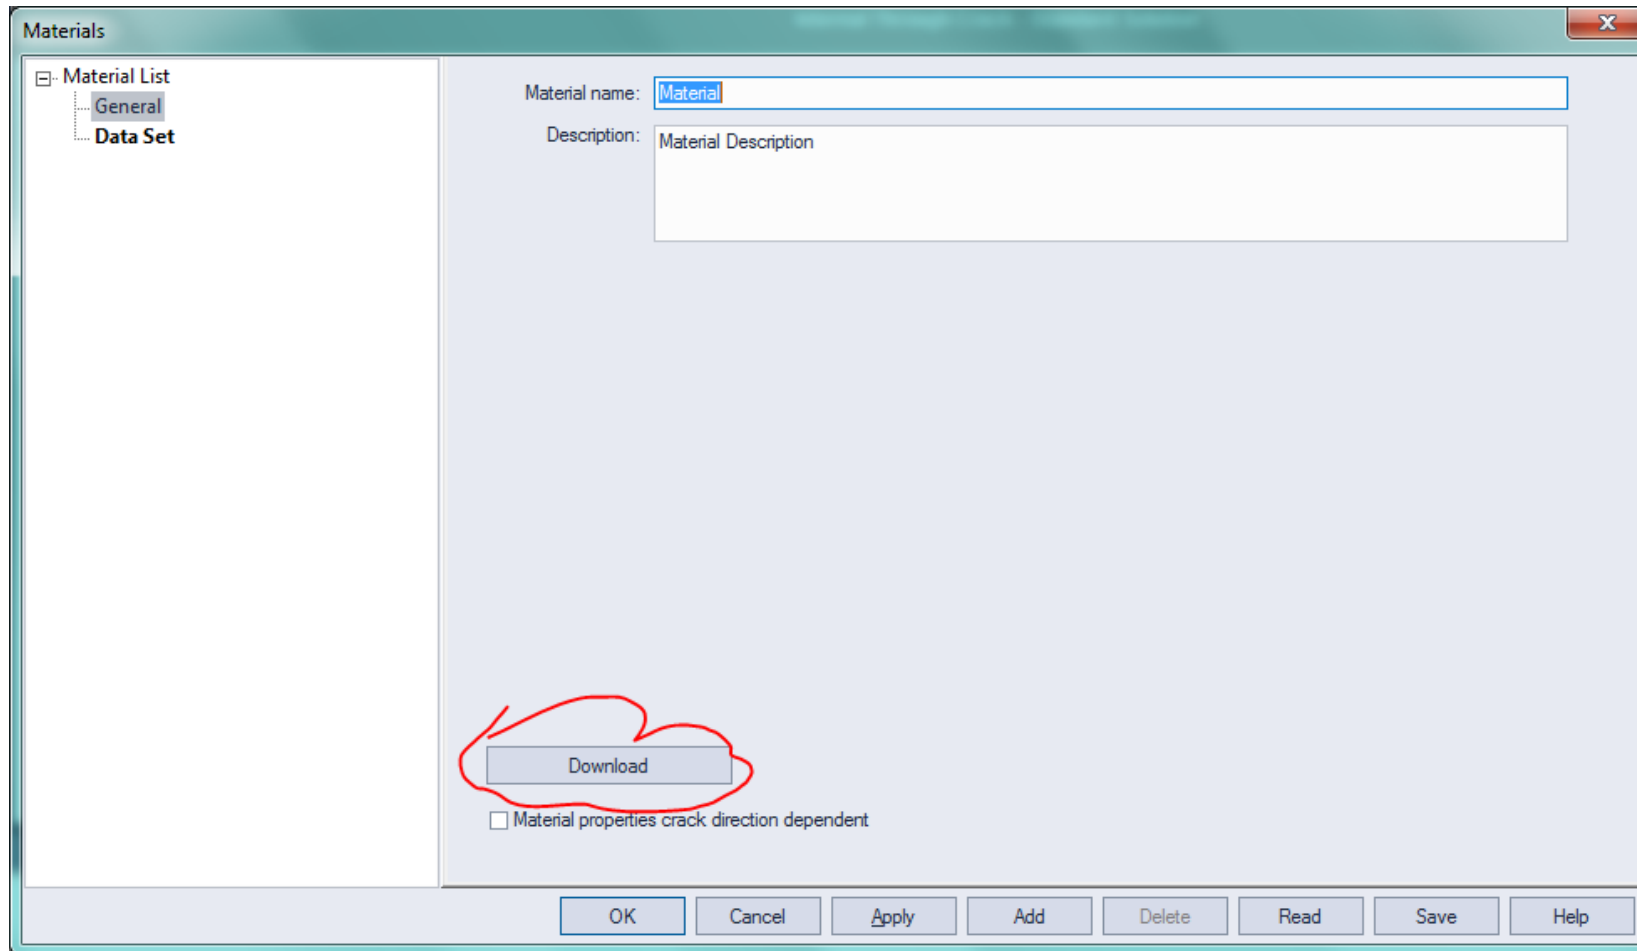 Materials
Material List
General
Data Set
Material name: Material
Description: Material Description
Download
Material properties crack direction dependent
OK Cancel Apply Add Delete Read Save Help